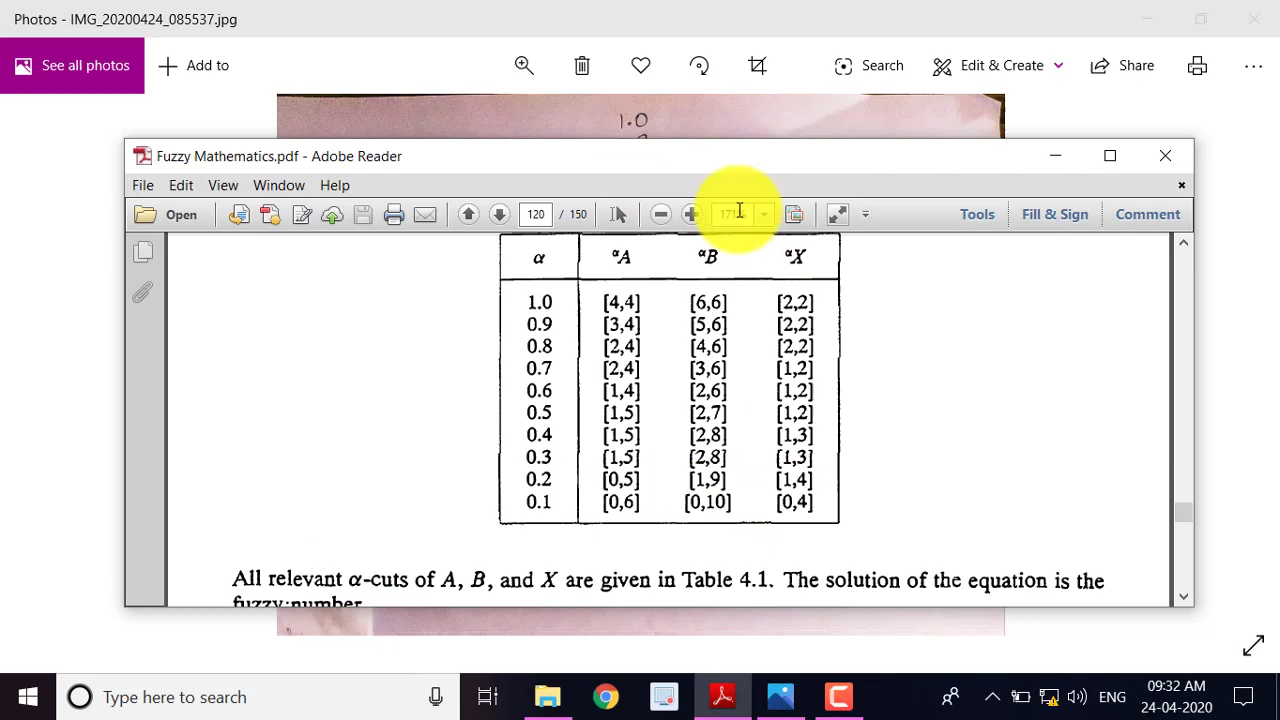 Photos - IMG_20200424_085537.jpg
See all photos
Add to
Search
Edit & Create
Share
1.0
Fuzzy Mathematics.pdf - Adobe Reader
File Edit View Window Help
Open
120 / 150
171%
Tools
Fill & Sign
Comment
α αA αB αX
1.0 [4,4] [6,6] [2,2]
0.9 [3,4] [5,6] [2,2]
0.8 [2,4] [4,6] [2,2]
0.7 [2,4] [3,6] [1,2]
0.6 [1,4] [2,6] [1,2]
0.5 [1,5] [2,7] [1,2]
0.4 [1,5] [2,8] [1,3]
0.3 [1,5] [2,8] [1,3]
0.2 [0,5] [1,9] [1,4]
0.1 [0,6] [0,10] [0,4]
All relevant α-cuts of A, B, and X are given in Table 4.1. The solution of the equation is the
fuzzy number
Type here to search
ENG
09:32 AM
24-04-2020